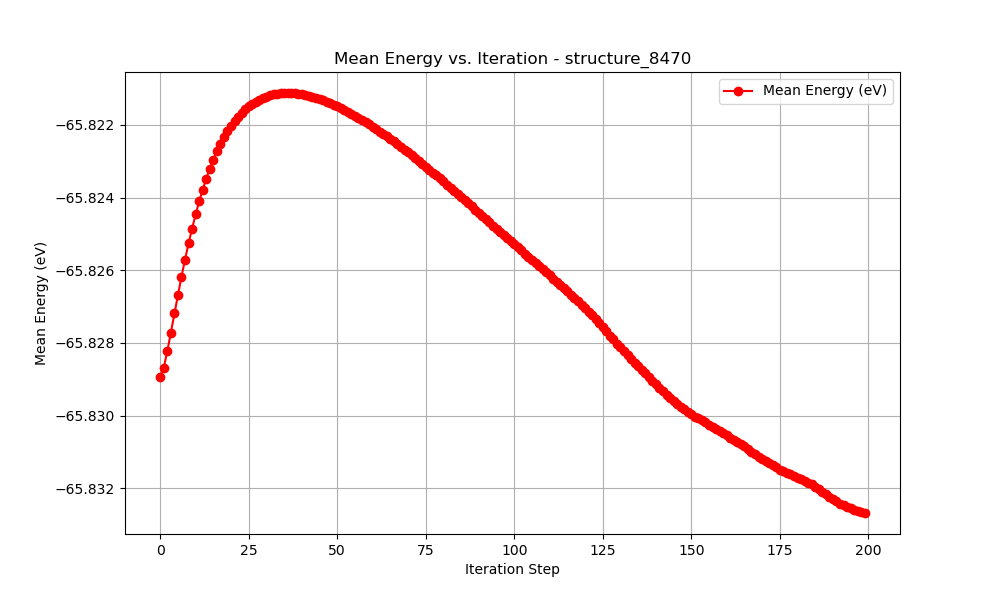 Mean Energy vs. Iteration - structure_8470
Mean Energy (eV)
−65.822
−65.824
−65.826
−65.828
−65.830
−65.832
Mean Energy (eV)
0 25 50 75 100 125 150 175 200
Iteration Step